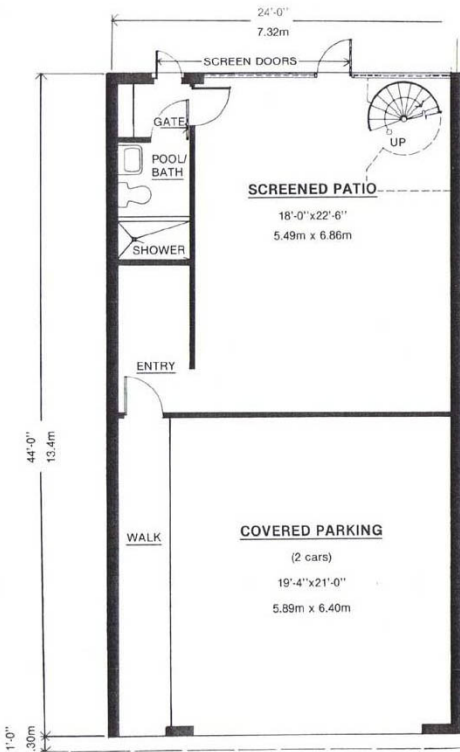 24'-0"
7.32m
SCREEN DOORS
GATE
UP
POOL/
BATH
SCREENED PATIO
18'-0"x22'-6"
5.49m x 6.86m
SHOWER
ENTRY
44'-0"
13.4m
WALK
COVERED PARKING
(2 cars)
19'-4"x21'-0"
5.89m x 6.40m
1'-0"
.30m